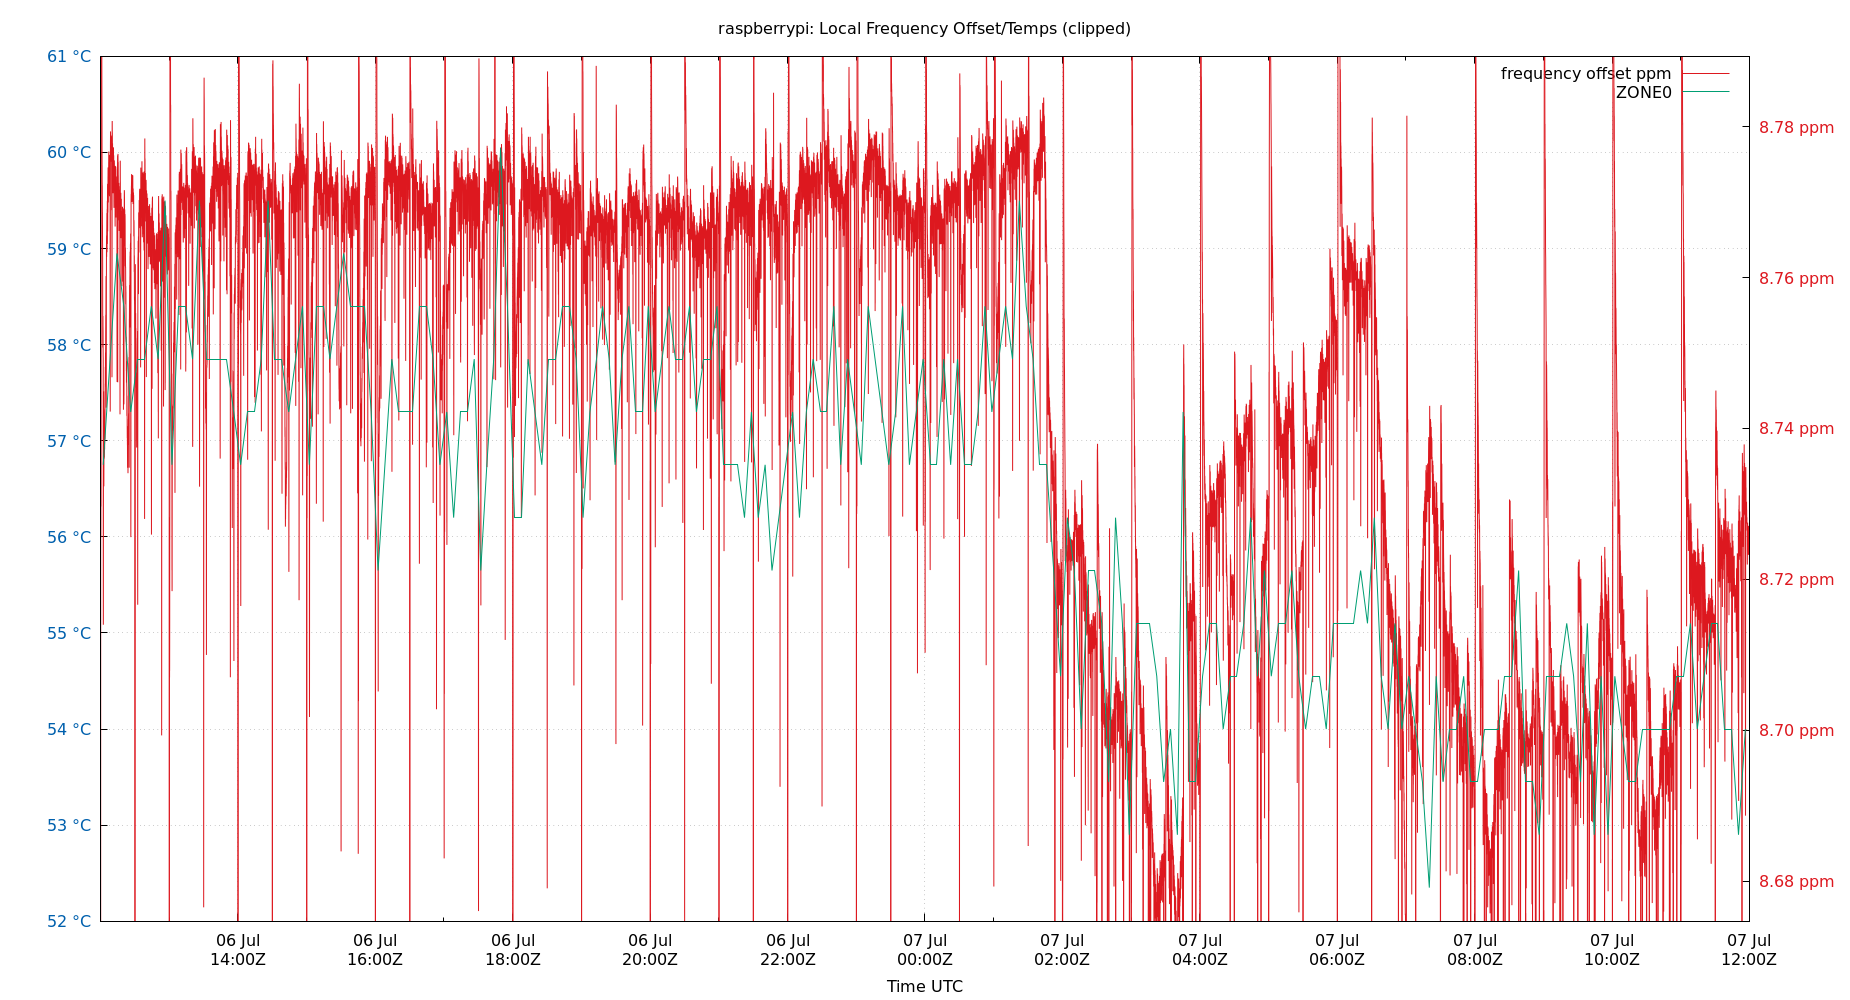 raspberrypi: Local Frequency Offset/Temps (clipped)
61 °C
60 °C
59 °C
58 °C
57 °C
56 °C
55 °C
54 °C
53 °C
52 °C
frequency offset ppm
ZONE0
8.78 ppm
8.76 ppm
8.74 ppm
8.72 ppm
8.70 ppm
8.68 ppm
06 Jul
14:00Z
06 Jul
16:00Z
06 Jul
18:00Z
06 Jul
20:00Z
06 Jul
22:00Z
07 Jul
00:00Z
07 Jul
02:00Z
07 Jul
04:00Z
07 Jul
06:00Z
07 Jul
08:00Z
07 Jul
10:00Z
07 Jul
12:00Z
Time UTC